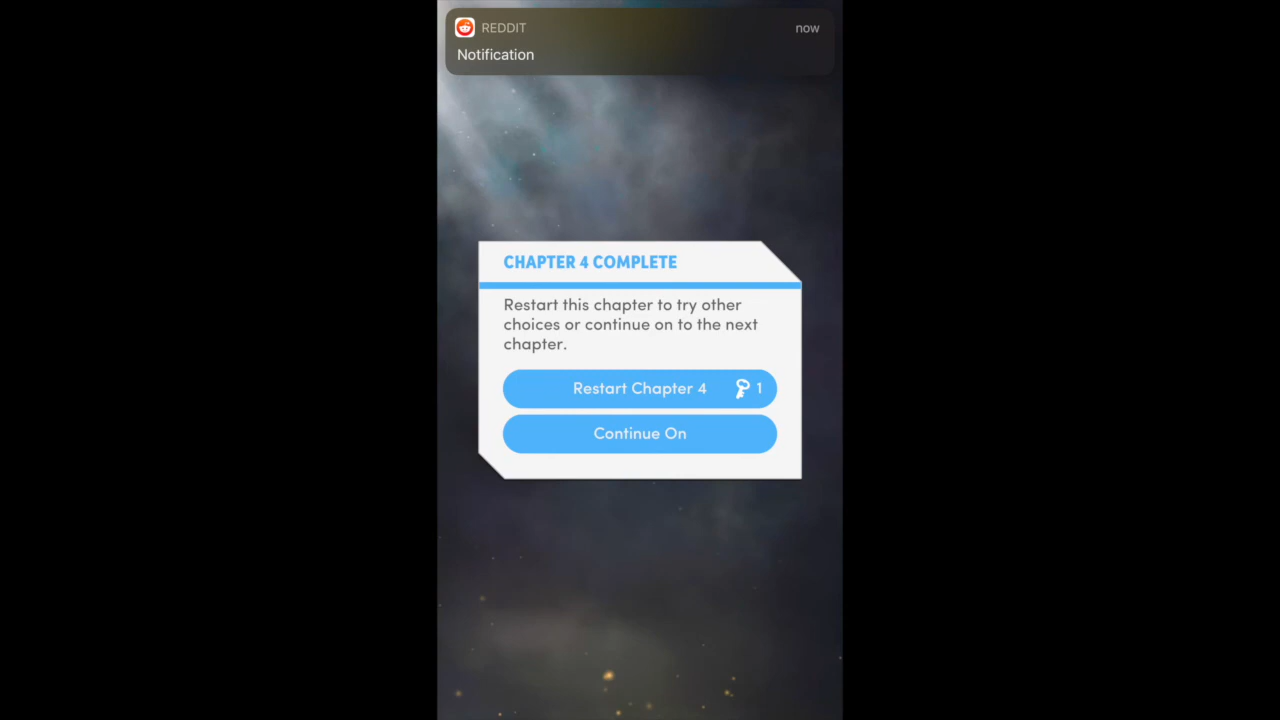 REDDIT
now
Notification
CHAPTER 4 COMPLETE
Restart this chapter to try other
choices or continue on to the next
chapter.
Restart Chapter 4 1
Continue On